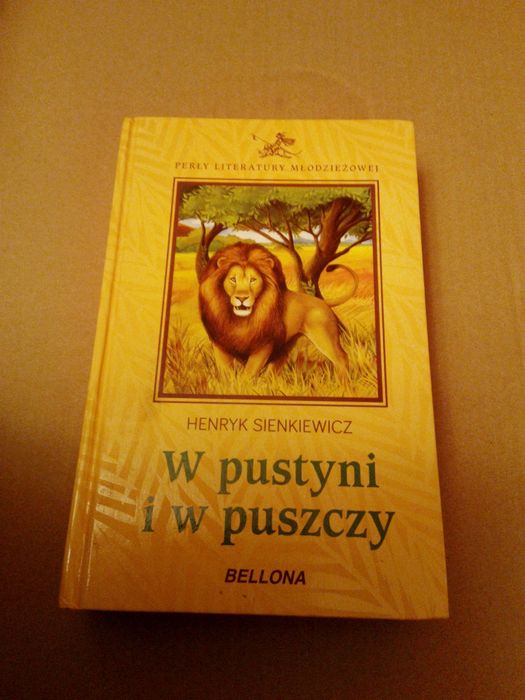 PERŁY LITERATURY MŁODZIEŻOWEJ
HENRYK SIENKIEWICZ
W pustyni
i w puszczy
BELLONA